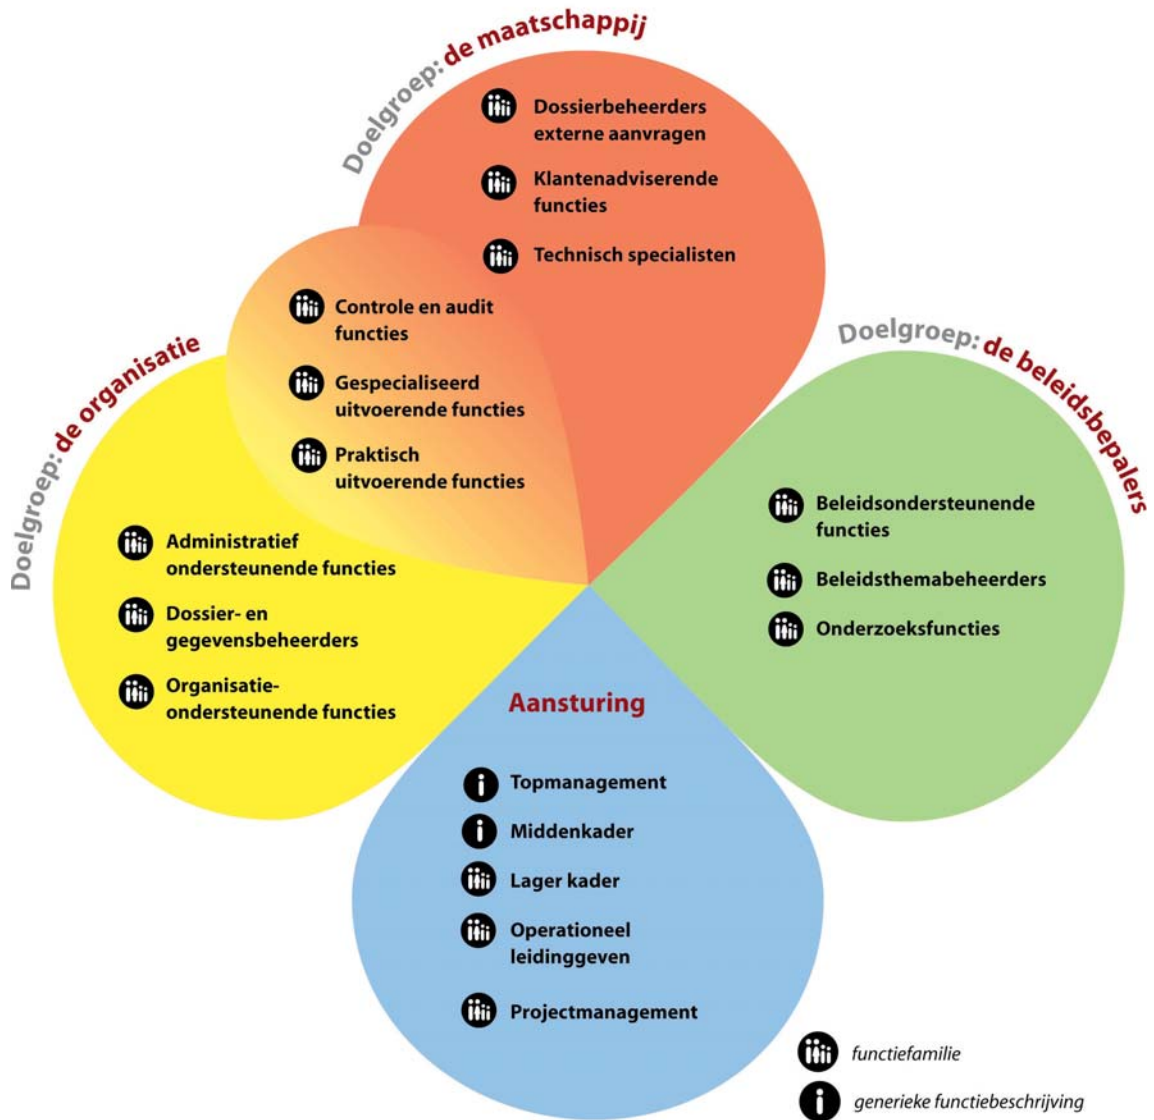 Doelgroep: de maatschappij
Dossierbeheerders
externe aanvragen
Klantenadviserende
functies
Technisch specialisten
Controle en audit
functies
Gespecialiseerd
uitvoerende functies
Praktisch
uitvoerende functies
Doelgroep: de organisatie
Administratief
ondersteunende functies
Dossier- en
gegevensbeheerders
Organisatie-
ondersteunende functies
Doelgroep: de beleidsbepalers
Beleidsondersteunende
functies
Beleidsthemabeheerders
Onderzoeksfuncties
Aansturing
Topmanagement
Middenkader
Lager kader
Operationeel
leidinggeven
Projectmanagement
functiefamilie
generieke functiebeschrijving